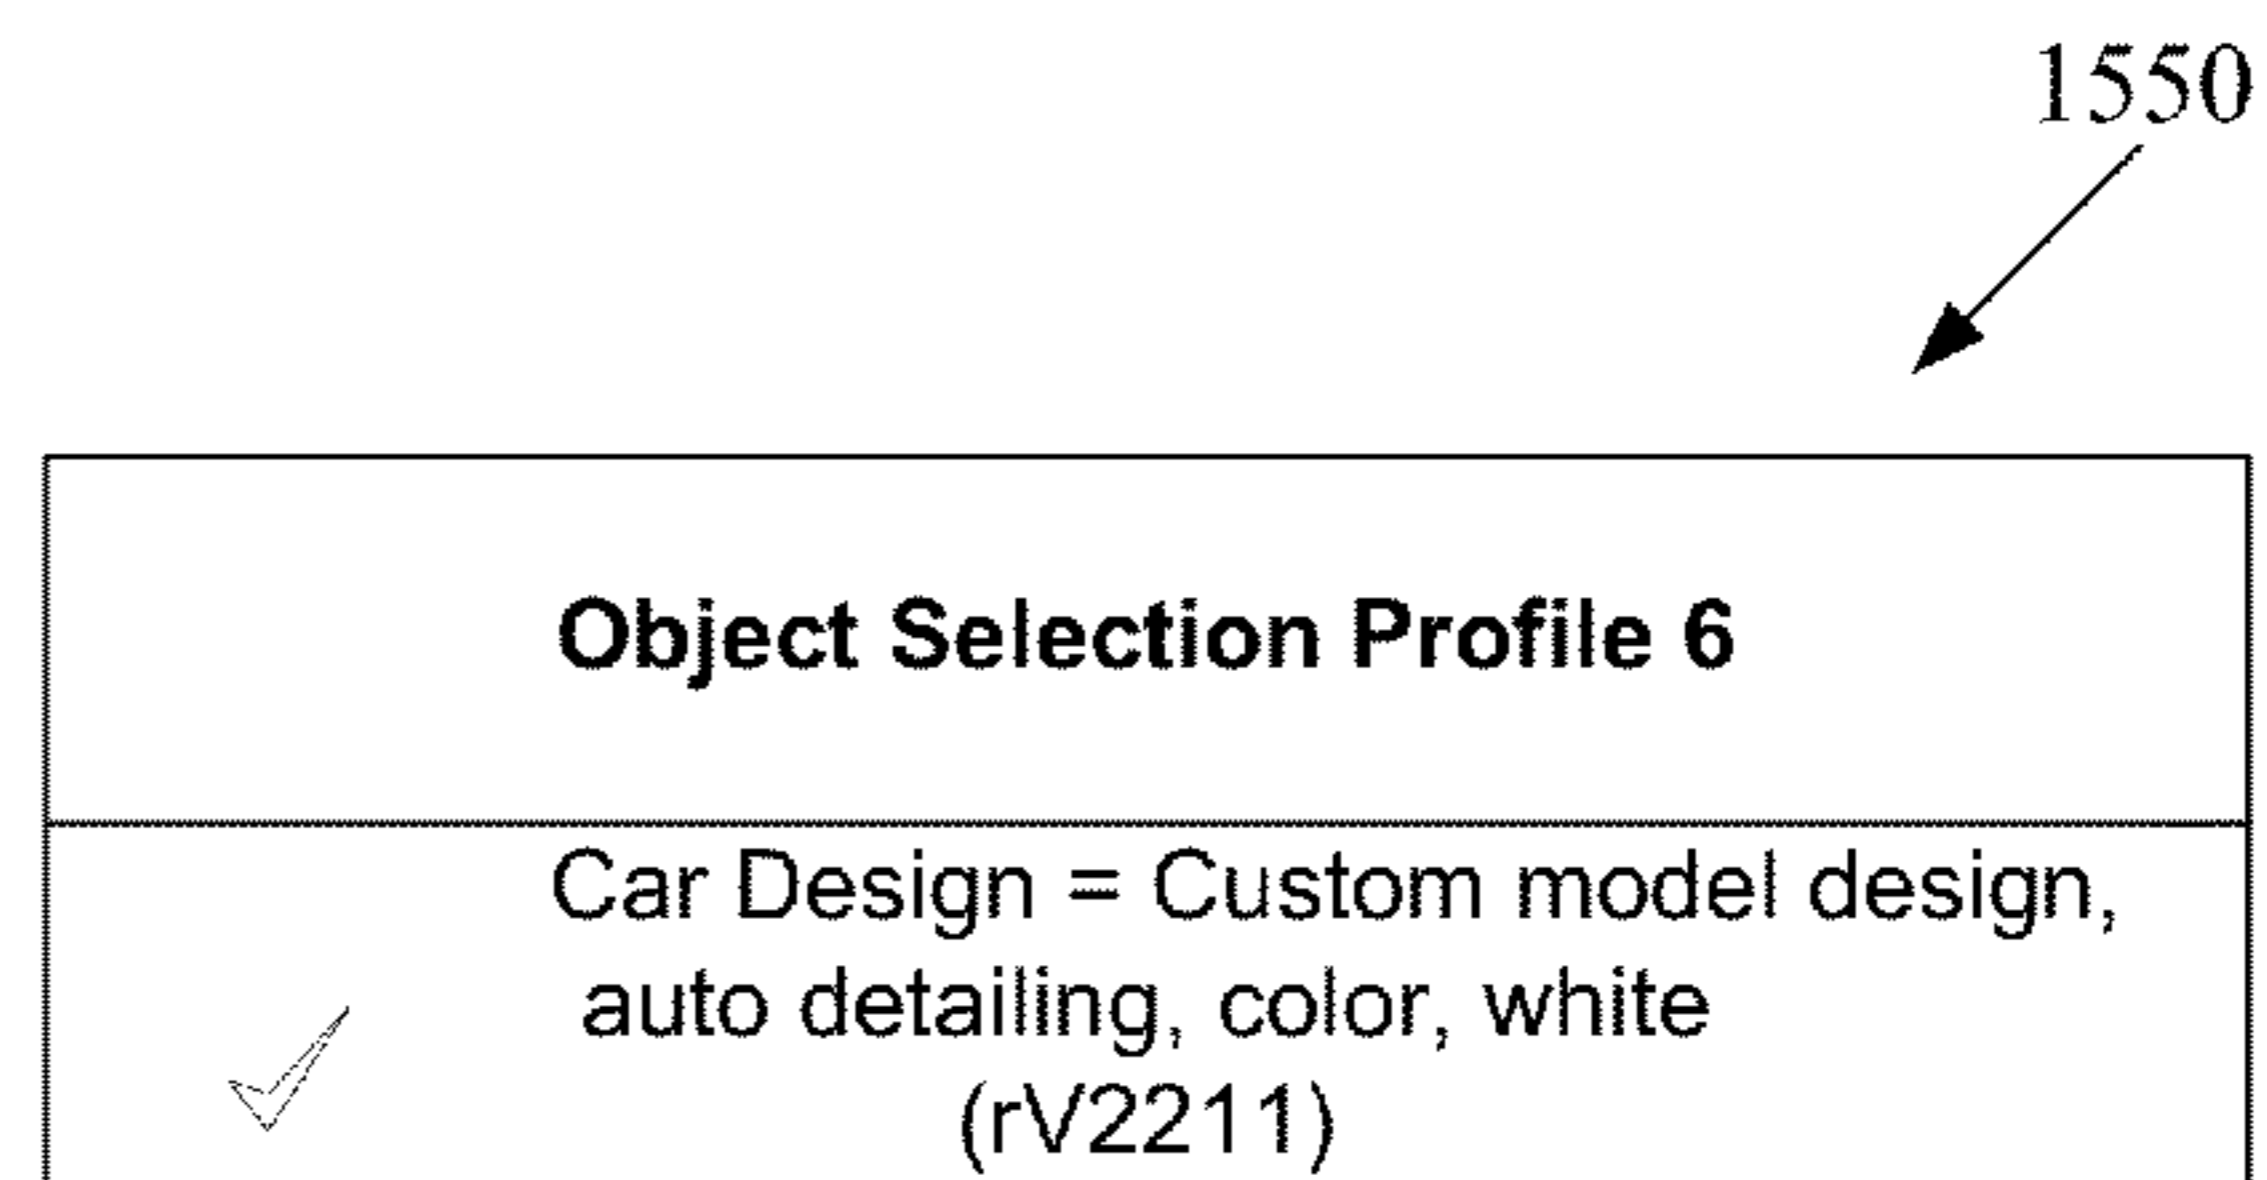 1550
Object Selection Profile 6
Car Design = Custom model design,
auto detailing, color, white
(rV2211)